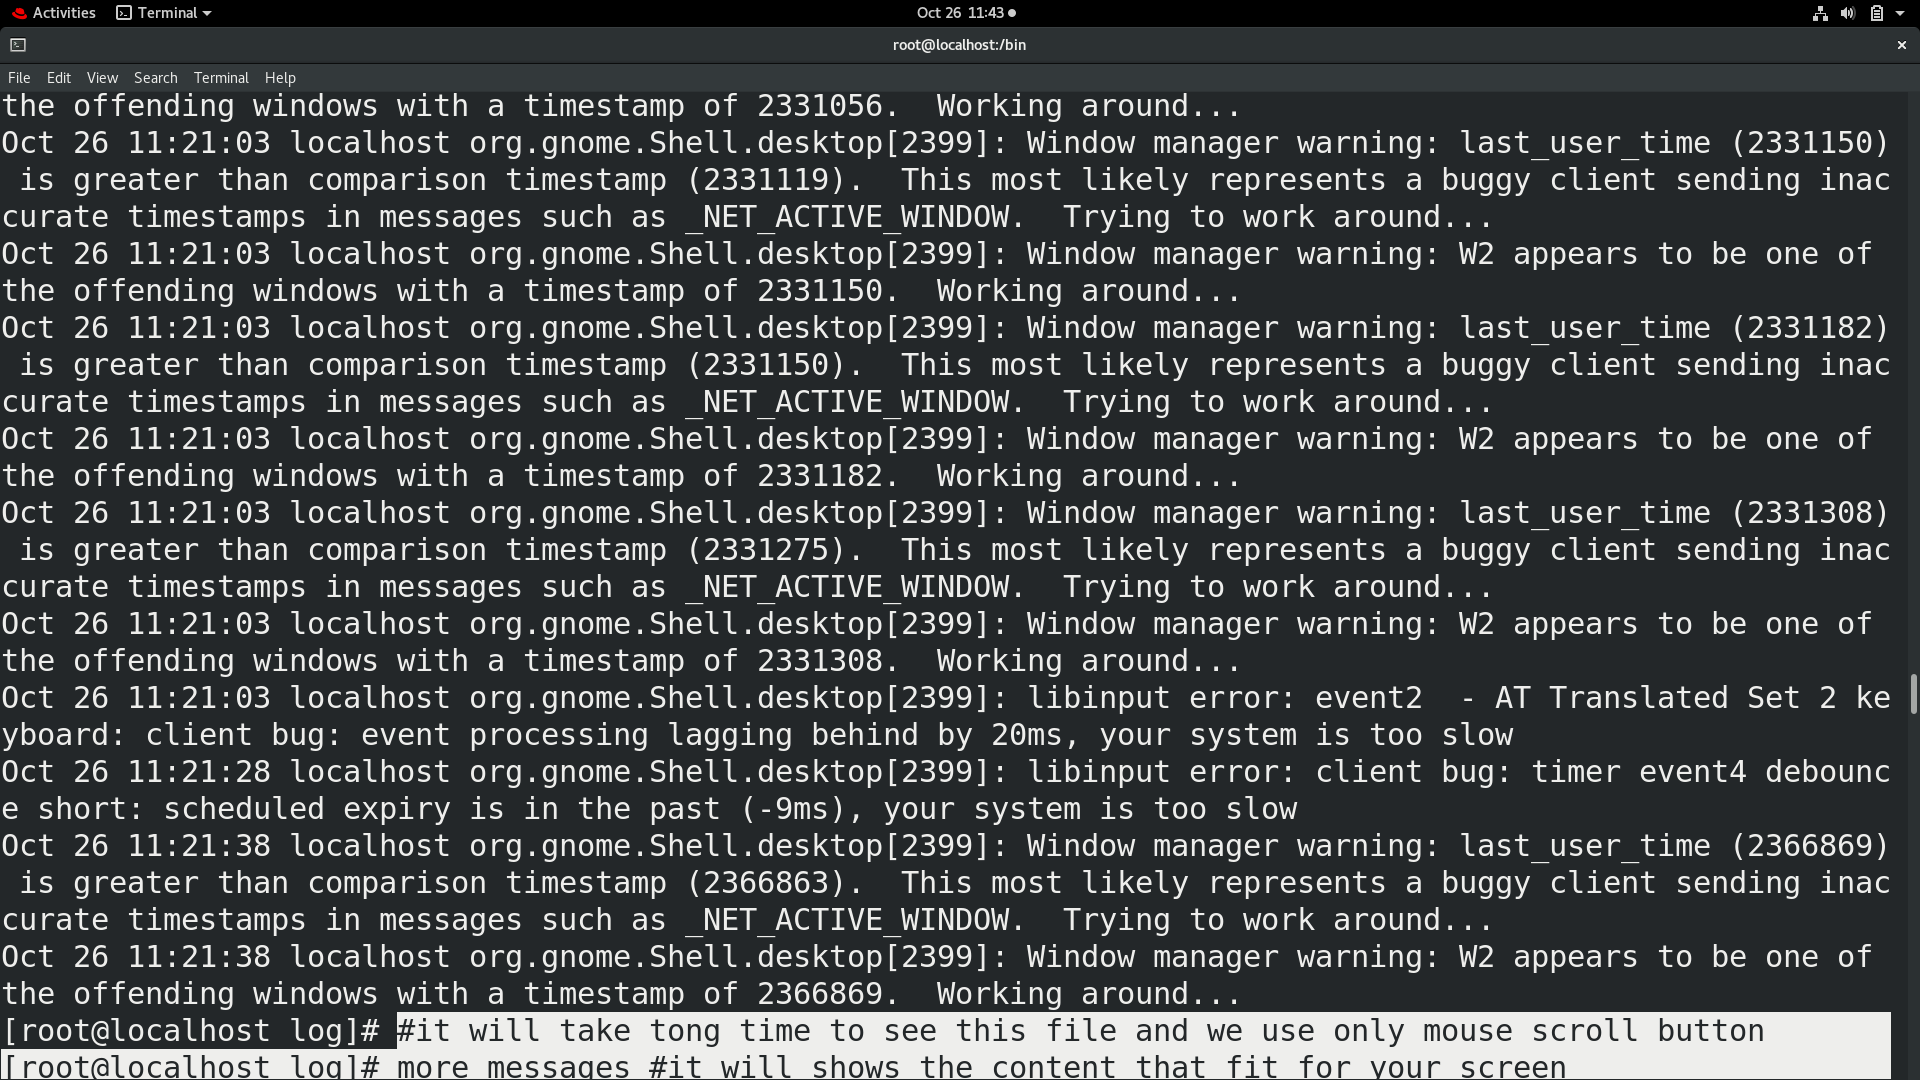 Activities Terminal Oct 26 11:43
root@localhost:/bin
File Edit View Search Terminal Help
the offending windows with a timestamp of 2331056.  Working around...
Oct 26 11:21:03 localhost org.gnome.Shell.desktop[2399]: Window manager warning: last_user_time (2331150)
 is greater than comparison timestamp (2331119).  This most likely represents a buggy client sending inac
curate timestamps in messages such as _NET_ACTIVE_WINDOW.  Trying to work around...
Oct 26 11:21:03 localhost org.gnome.Shell.desktop[2399]: Window manager warning: W2 appears to be one of
the offending windows with a timestamp of 2331150.  Working around...
Oct 26 11:21:03 localhost org.gnome.Shell.desktop[2399]: Window manager warning: last_user_time (2331182)
 is greater than comparison timestamp (2331150).  This most likely represents a buggy client sending inac
curate timestamps in messages such as _NET_ACTIVE_WINDOW.  Trying to work around...
Oct 26 11:21:03 localhost org.gnome.Shell.desktop[2399]: Window manager warning: W2 appears to be one of
the offending windows with a timestamp of 2331182.  Working around...
Oct 26 11:21:03 localhost org.gnome.Shell.desktop[2399]: Window manager warning: last_user_time (2331308)
 is greater than comparison timestamp (2331275).  This most likely represents a buggy client sending inac
curate timestamps in messages such as _NET_ACTIVE_WINDOW.  Trying to work around...
Oct 26 11:21:03 localhost org.gnome.Shell.desktop[2399]: Window manager warning: W2 appears to be one of
the offending windows with a timestamp of 2331308.  Working around...
Oct 26 11:21:03 localhost org.gnome.Shell.desktop[2399]: libinput error: event2  - AT Translated Set 2 ke
yboard: client bug: event processing lagging behind by 20ms, your system is too slow
Oct 26 11:21:28 localhost org.gnome.Shell.desktop[2399]: libinput error: client bug: timer event4 debounc
e short: scheduled expiry is in the past (-9ms), your system is too slow
Oct 26 11:21:38 localhost org.gnome.Shell.desktop[2399]: Window manager warning: last_user_time (2366869)
 is greater than comparison timestamp (2366863).  This most likely represents a buggy client sending inac
curate timestamps in messages such as _NET_ACTIVE_WINDOW.  Trying to work around...
Oct 26 11:21:38 localhost org.gnome.Shell.desktop[2399]: Window manager warning: W2 appears to be one of
the offending windows with a timestamp of 2366869.  Working around...
[root@localhost log]# #it will take tong time to see this file and we use only mouse scroll button
[root@localhost log]# more messages #it will shows the content that fit for your screen